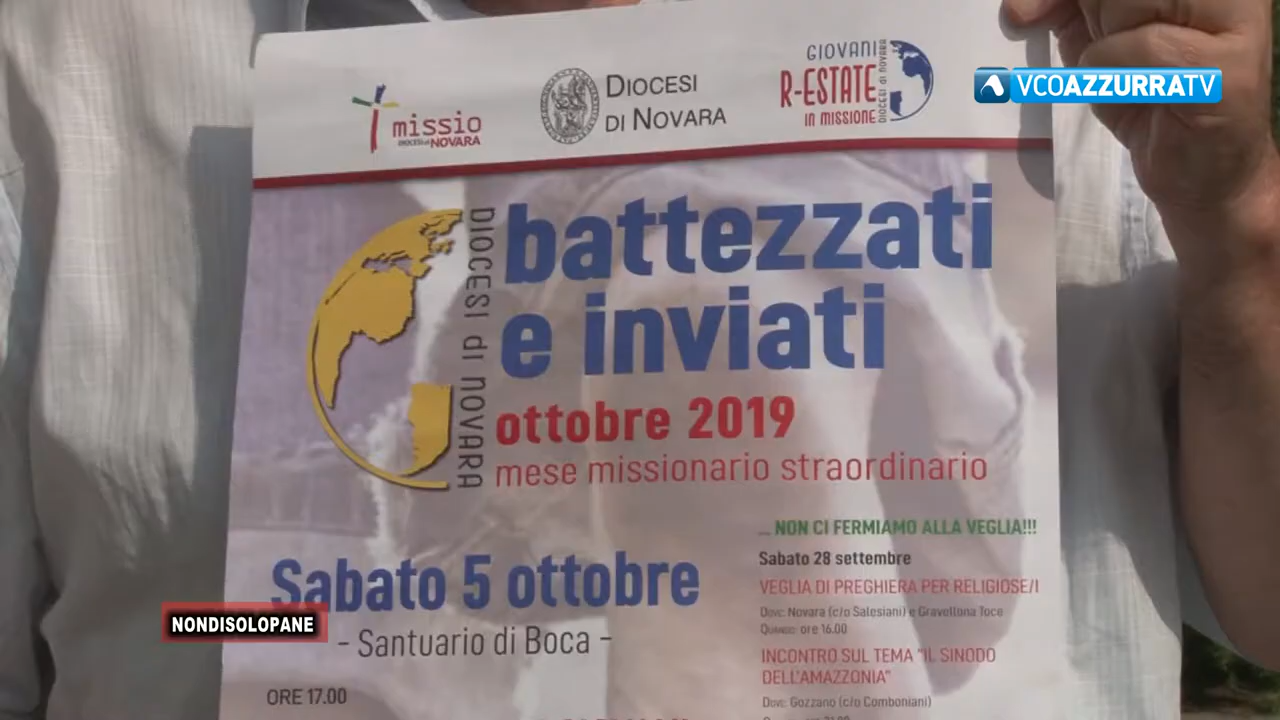 VCOAZZURRATV
missio
DIOCESI di NOVARA
DIOCESI
DI NOVARA
GIOVANI
R-ESTATE
IN MISSIONE
DIOCESI di NOVARA
DIOCESI di NOVARA
battezzati
e inviati
ottobre 2019
mese missionario straordinario
Sabato 5 ottobre
- Santuario di Boca -
ORE 17.00
... NON CI FERMIAMO ALLA VEGLIA!!!
Sabato 28 settembre
VEGLIA DI PREGHIERA PER RELIGIOSE/I
Dove: Novara (c/o Salesiani) e Gravellona Toce
Quando: ore 16.00
INCONTRO SUL TEMA "IL SINODO
DELL'AMAZZONIA"
Dove: Gozzano (c/o Comboniani)
NONDISOLOPANE